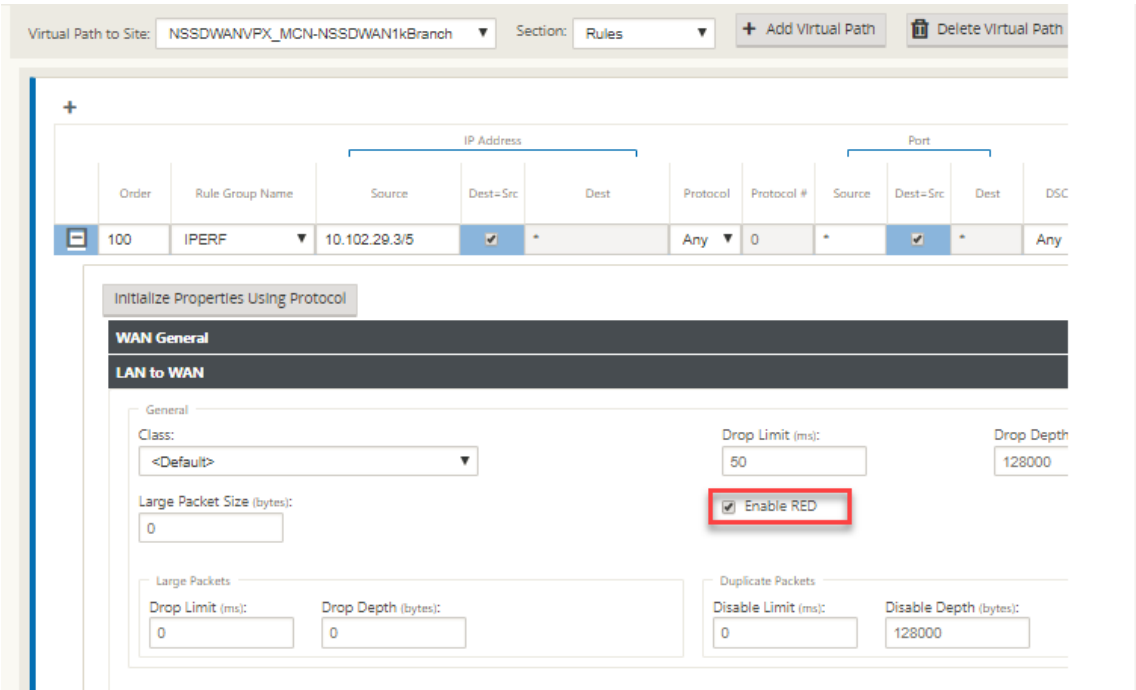 Virtual Path to Site: NSSDWANVPX_MCN-NSSDWAN1kBranch ▼ Section: Rules ▼ + Add Virtual Path Delete Virtual Path
+
IP Address Port
Order Rule Group Name Source Dest=Src Dest Protocol Protocol # Source Dest=Src Dest DSC
100 IPERF ▼ 10.102.29.3/5 * Any ▼ 0 * * Any
Initialize Properties Using Protocol
WAN General
LAN to WAN
General
Class: Drop Limit (ms): Drop Depth
<Default> ▼ 50 128000
Large Packet Size (bytes): Enable RED
0
Large Packets Duplicate Packets
Drop Limit (ms): Drop Depth (bytes): Disable Limit (ms): Disable Depth (bytes):
0 0 0 128000